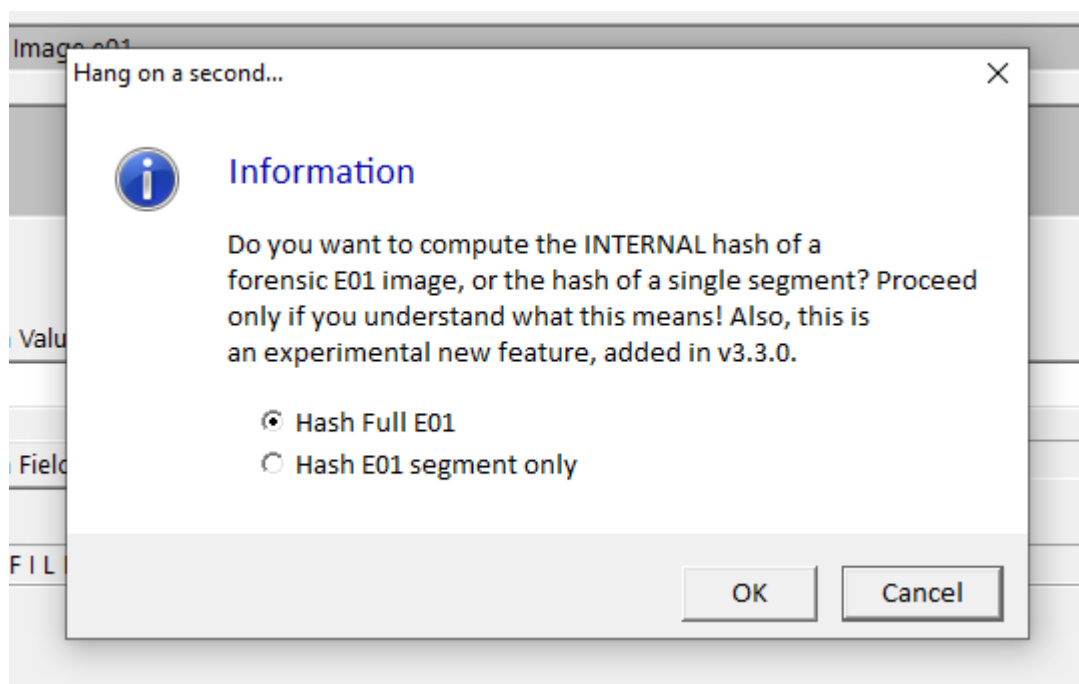 Hang on a second...
Information
Do you want to compute the INTERNAL hash of a
forensic E01 image, or the hash of a single segment? Proceed
only if you understand what this means! Also, this is
an experimental new feature, added in v3.3.0.
Hash Full E01
Hash E01 segment only
OK
Cancel
Valu
Field
F I L